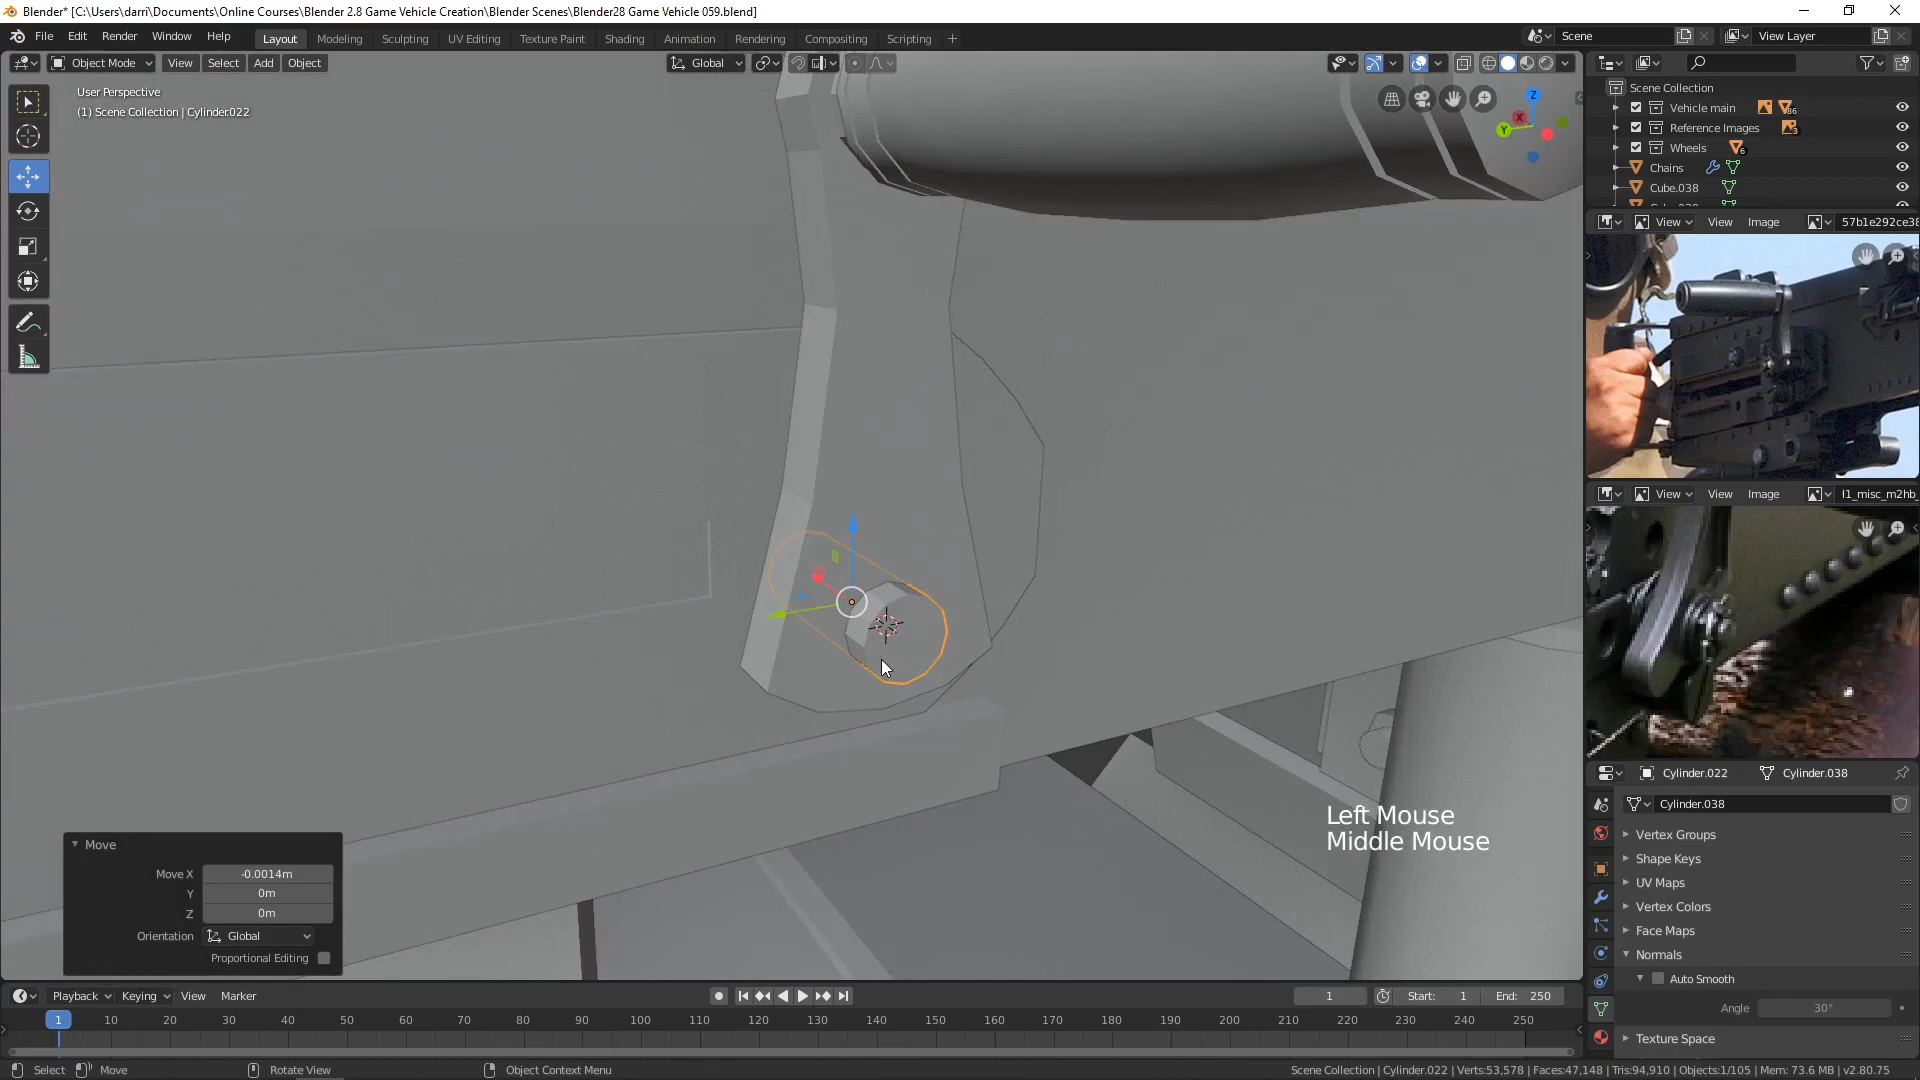 Blender* [C:\Users\darri\Documents\Online Courses\Blender 2.8 Game Vehicle Creation\Blender Scenes\Blender28 Game Vehicle 059.blend]
File Edit Render Window Help
Layout Modeling Sculpting UV Editing Texture Paint Shading Animation Rendering Compositing Scripting +
Scene
View Layer
Object Mode View Select Add Object
Global
User Perspective
(1) Scene Collection | Cylinder.022
Z
X
Y
Scene Collection
Vehicle main 86
Reference Images 3
Wheels 6
Chains
Cube.038
View View Image 57b1e292ce38
View View Image l1_misc_m2hb_
Cylinder.022 Cylinder.038
Cylinder.038
Vertex Groups
Shape Keys
UV Maps
Vertex Colors
Face Maps
Normals
Auto Smooth
Angle 30°
Texture Space
Left Mouse
Middle Mouse
Move
Move X -0.0014m
Y 0m
Z 0m
Orientation Global
Proportional Editing
Playback Keying View Marker
1 Start: 1 End: 250
1 10 20 30 40 50 60 70 80 90 100 110 120 130 140 150 160 170 180 190 200 210 220 230 240 250
Select Move Rotate View Object Context Menu
Scene Collection | Cylinder.022 | Verts:53,578 | Faces:47,148 | Tris:94,910 | Objects:1/105 | Mem: 73.6 MB | v2.80.75